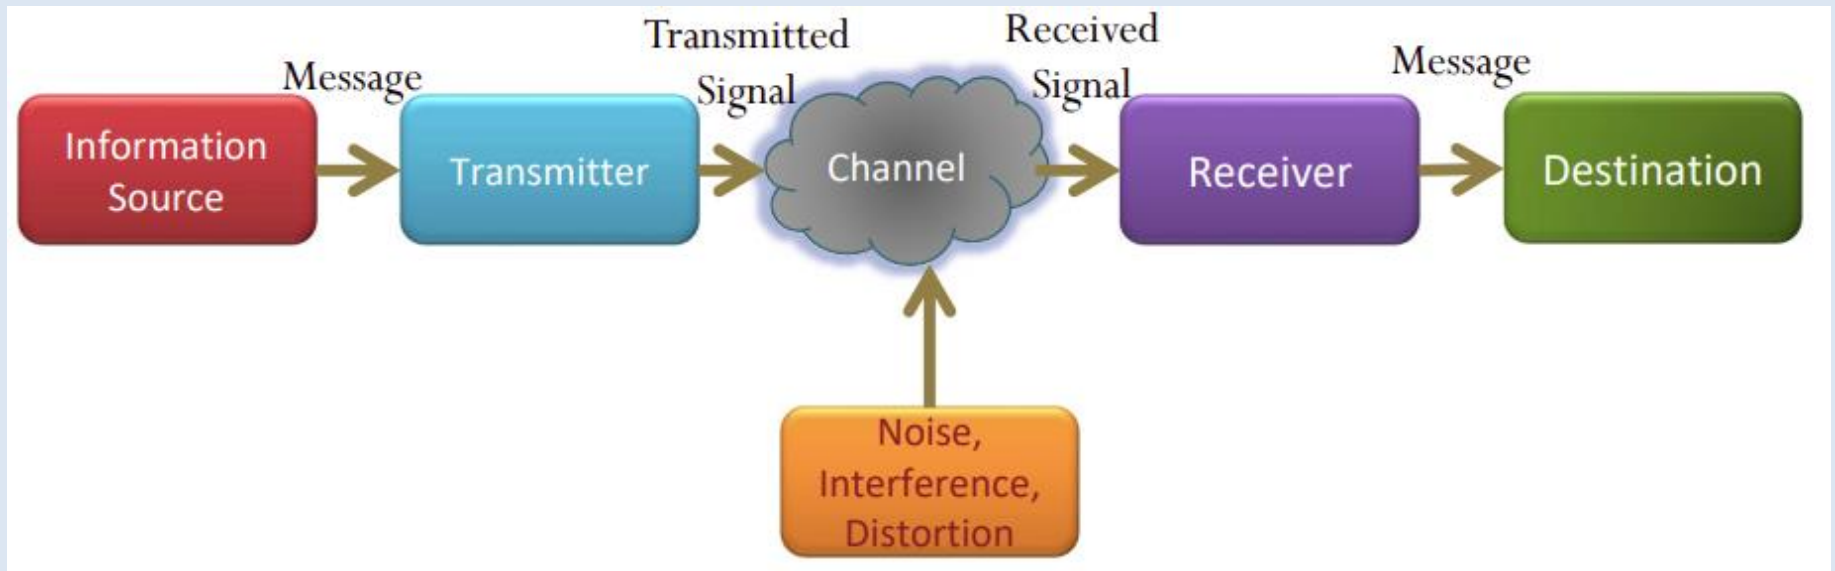 Message
Transmitted
Signal
Received
Signal
Message
Information
Source
Transmitter
Channel
Receiver
Destination
Noise,
Interference,
Distortion